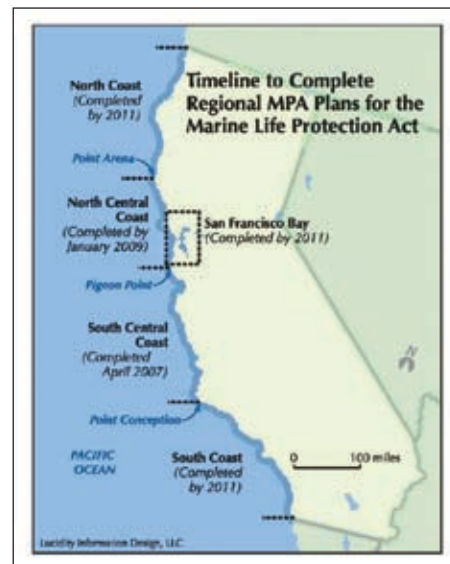 Timeline to Complete
Regional MPA Plans for the
Marine Life Protection Act
North Coast
(Completed
by 2011)
Point Arena
North Central
Coast
(Completed by
January 2009)
San Francisco Bay
(Completed by 2011)
Pigeon Point
South Central
Coast
(Completed
April 2007)
Point Conception
PACIFIC
OCEAN
South Coast
(Completed
by 2011)
0 100 miles
N
Lucidity Information Design, LLC